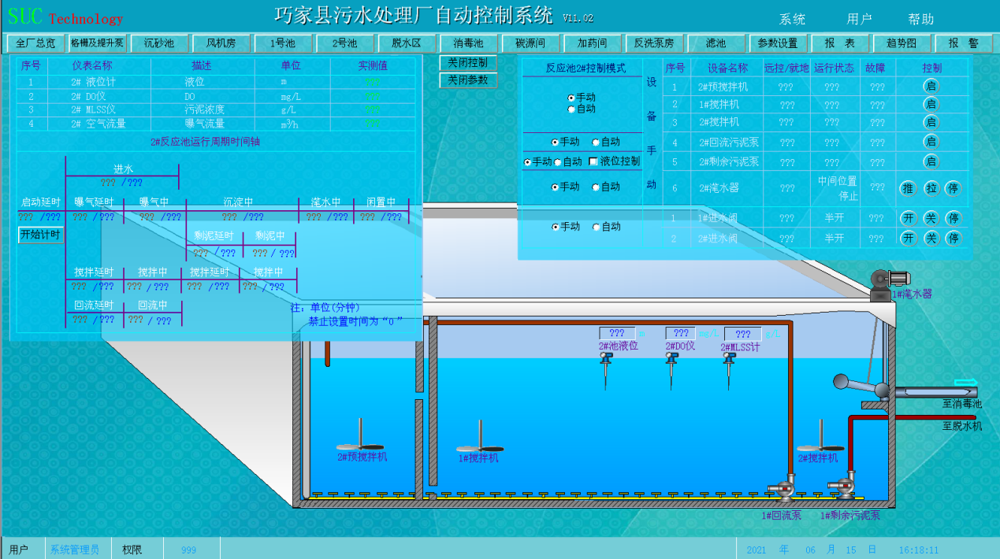 SUC Technology 巧家县污水处理厂自动控制系统 V11.02 系统 用户 帮助
全厂总览 格栅及提升泵 沉砂池 风机房 1号池 2号池 脱水区 消毒池 碳源间 加药间 反洗泵房 滤池 参数设置 报 表 趋势图 报 警
关闭控制
关闭参数
序号 仪表名称 描述 单位 实测值
1 2# 液位计 液位 m ???
2 2# DO仪 DO mg/L ???
3 2# MLSS仪 污泥浓度 g/L ???
4 2# 空气流量 曝气流量 m³/h ???
2#反应池运行周期时间轴
进水
??? /???
启动延时 曝气延时 曝气中 沉淀中 滗水中 闲置中
??? /??? ??? /??? ??? /??? ??? /??? ??? /??? ??? /???
开始计时
剩泥延时 剩泥中
??? /??? ??? / ???
搅拌延时 搅拌中 搅拌延时 搅拌中
??? /??? ??? / ??? ??? /??? ??? /???
回流延时 回流中
??? /??? ??? / ???
注：单位(分钟)
禁止设置时间为“0 ”
反应池2#控制模式
手动
自动
手动 自动
手动 自动 液位控制
手动 自动
手动 自动
设
备
手
动
序号 设备名称 远控/就地 运行状态 故障 控制
1 2#预搅拌机 ??? ??? ??? 启
2 1#搅拌机 ??? ??? ??? 启
3 2#搅拌机 ??? ??? ??? 启
4 2#回流污泥泵 ??? ??? ??? 启
5 2#剩余污泥泵 ??? ??? ??? 启
6 2#滗水器 ??? 中间位置 停止 ??? 推 拉 停
1 1#进水阀 ??? 半开 ??? 开 关 停
2 2#进水阀 ??? 半开 ??? 开 关 停
1#滗水器
??? m ??? mg/L ??? g/L
2#池液位 2#DO仪 2#MLSS计
至消毒池
至脱水机
2#预搅拌机 1#搅拌机 2#搅拌机
1#回流泵 1#剩余污泥泵
用户 系统管理员 权限 999 2021 年 06 月 15 日 16:18:11